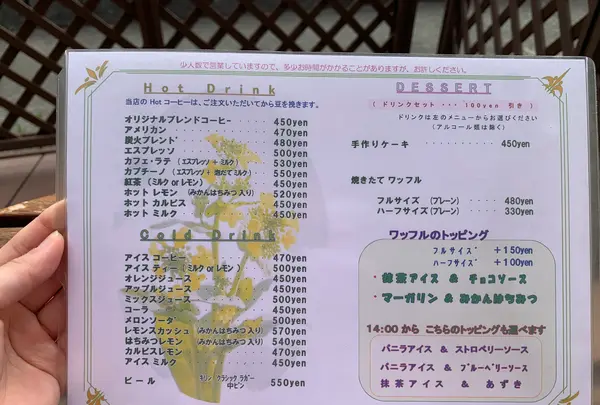 少人数で営業していますので、多少お時間がかかることがありますが、お許しください。
Hot Drink
当店の Hot コーヒーは、ご注文いただいてから豆を挽きます。
オリジナルブレンドコーヒー ・・・・ 450yen
アメリカン ・・・・ 470yen
炭火ブレンド ・・・・ 480yen
エスプレッソ ・・・・ 500yen
カフェ・ラテ (エスプレッソ + ミルク) ・・・・ 530yen
カプチーノ (エスプレッソ + 泡だて ミルク) ・・・・ 550yen
紅茶 (ミルク or レモン) ・・・・ 450yen
ホット レモン (みかんはちみつ入り) ・・・・ 520yen
ホット カルピス ・・・・ 450yen
ホット ミルク ・・・・ 450yen
Cold Drink
アイス コーヒー ・・・・ 470yen
アイス ティー (ミルク or レモン) ・・・・ 500yen
オレンジジュース ・・・・ 450yen
アップルジュース ・・・・ 450yen
ミックスジュース ・・・・ 500yen
コーラ ・・・・ 450yen
メロンソーダ ・・・・ 500yen
レモンスカッシュ (みかんはちみつ入り) ・・・・ 570yen
はちみつレモン (みかんはちみつ入り) ・・・・ 540yen
カルピスレモン ・・・・ 470yen
アイス ミルク ・・・・ 450yen
ビール キリン クラシック ラガー 中ビン 550yen
DESSERT
( ドリンクセット ・・・ 100yen 引き )
ドリンクは左のメニューからお選びください
(アルコール類は除く)
手作りケーキ ・・・・ 450yen
焼きたて ワッフル
フルサイズ (プレーン) ・・・・ 480yen
ハーフサイズ (プレーン) ・・・・ 330yen
ワッフルのトッピング
フルサイズ +150yen
ハーフサイズ +100yen
・抹茶アイス & チョコソース
・マーガリン & みかんはちみつ
14:00 から こちらのトッピングも選べます
バニラアイス & ストロベリーソース
バニラアイス & ブルーベリーソース
抹茶アイス & あずき